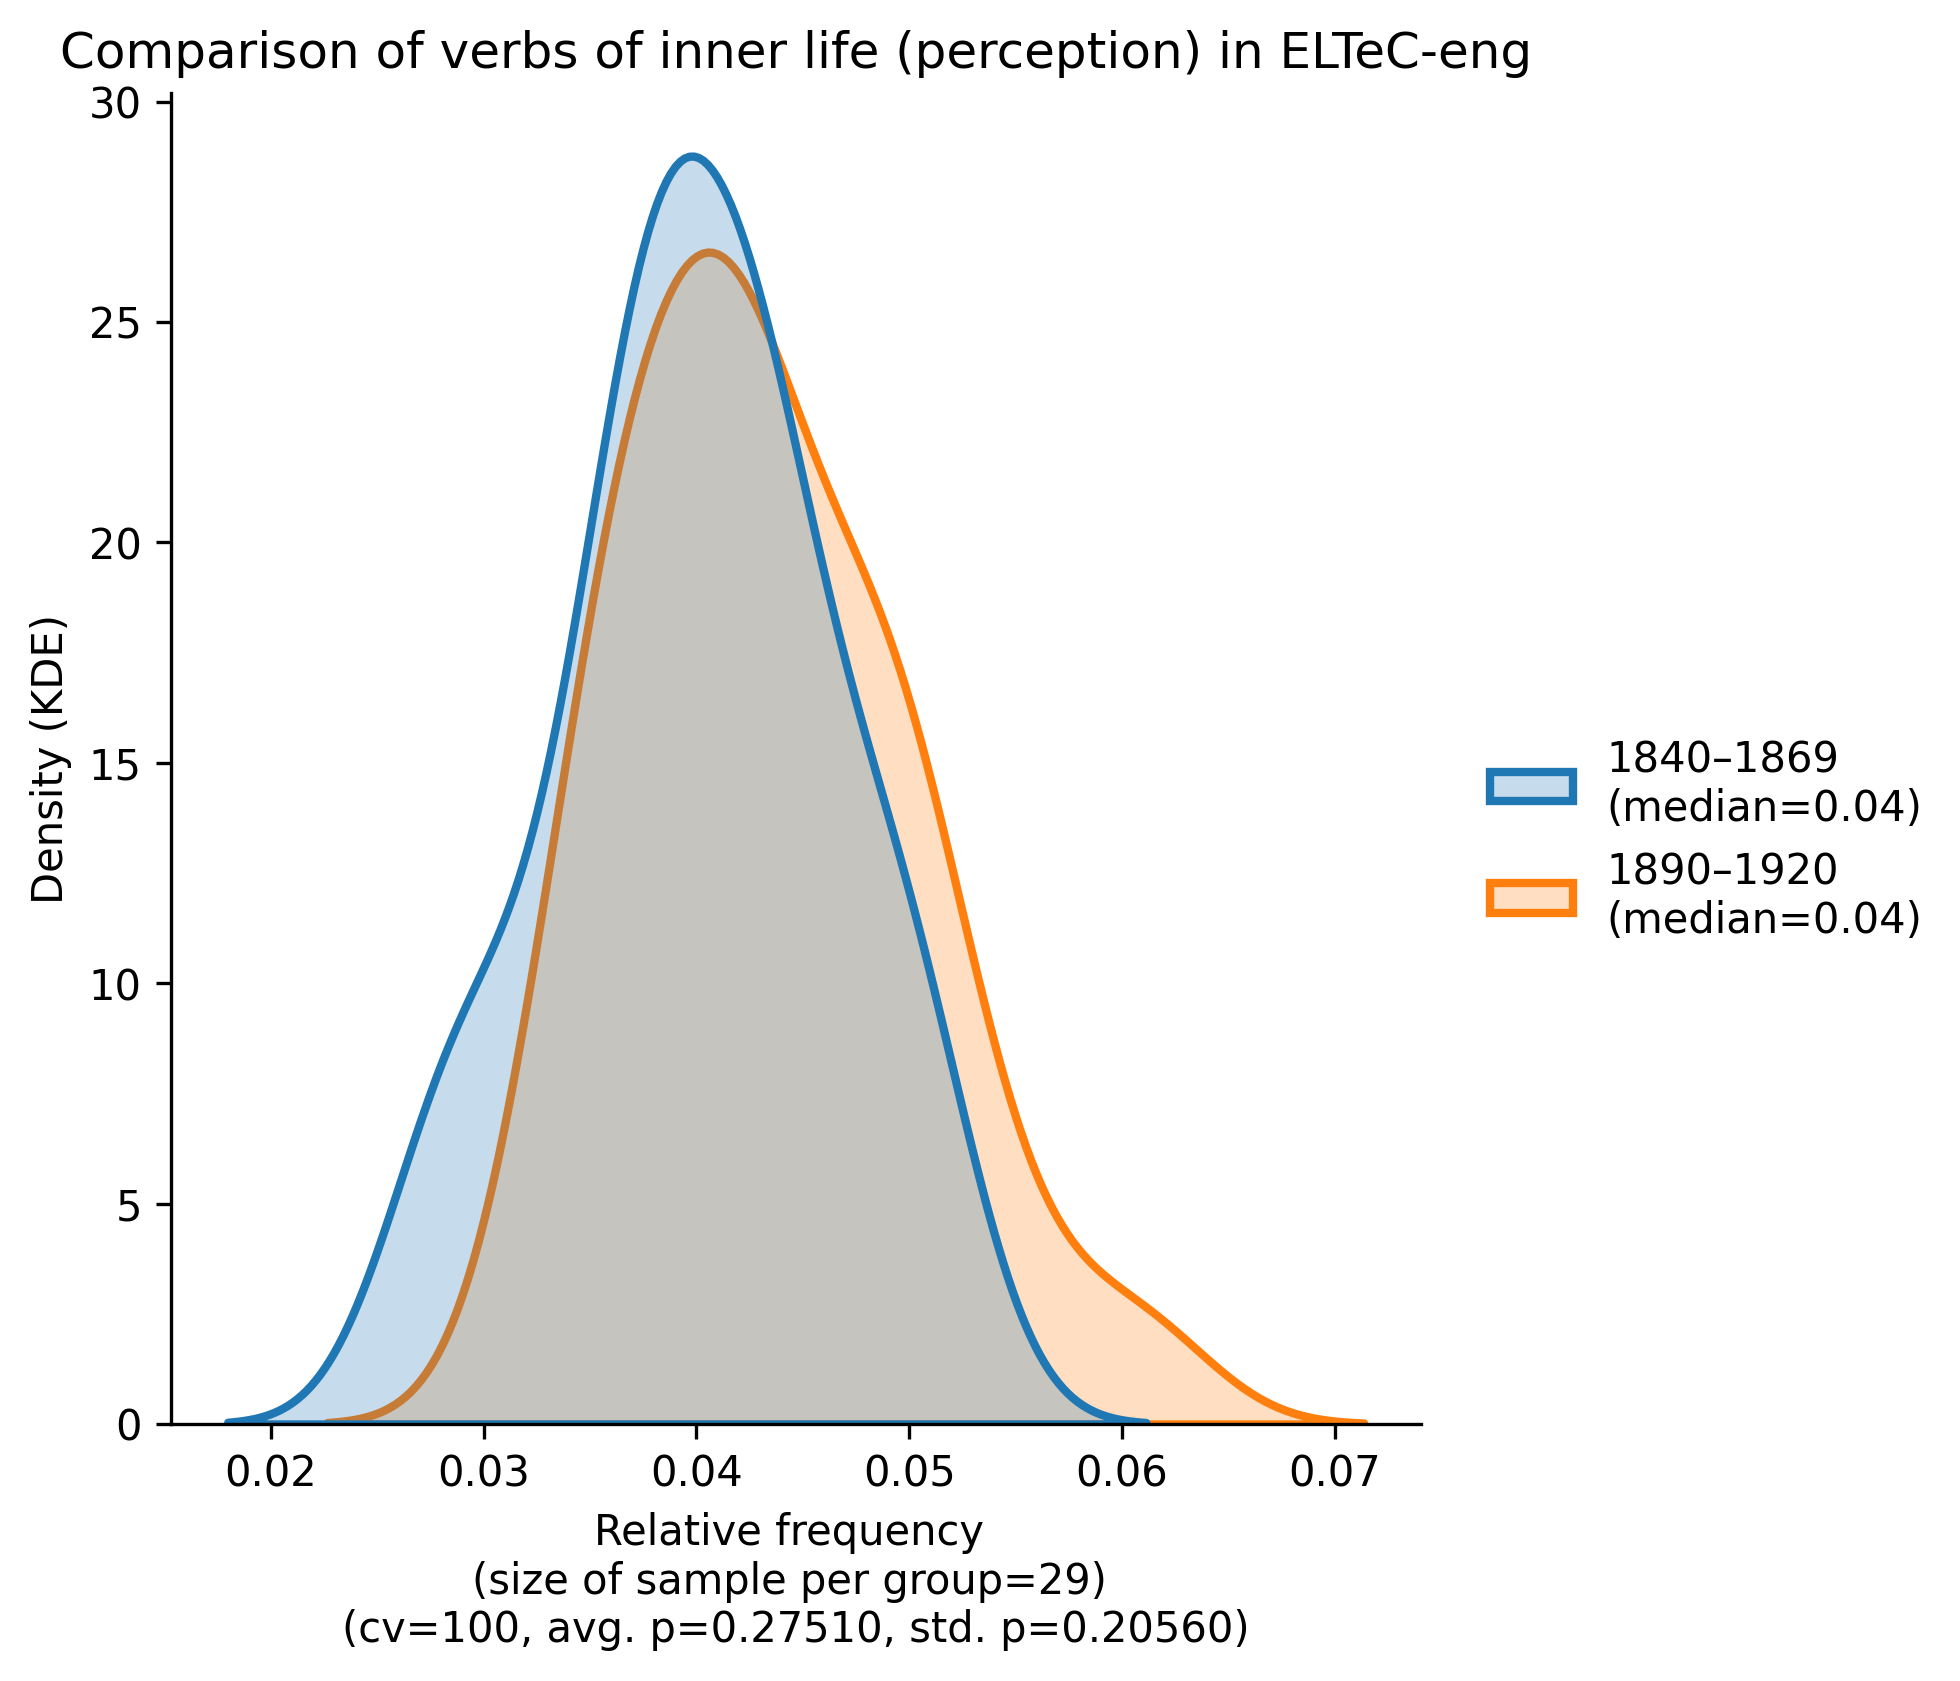 Comparison of verbs of inner life (perception) in ELTeC-eng
30
25
20
15
10
5
0
Density (KDE)
0.02 0.03 0.04 0.05 0.06 0.07
Relative frequency
(size of sample per group=29)
(cv=100, avg. p=0.27510, std. p=0.20560)
1840–1869
(median=0.04)
1890–1920
(median=0.04)